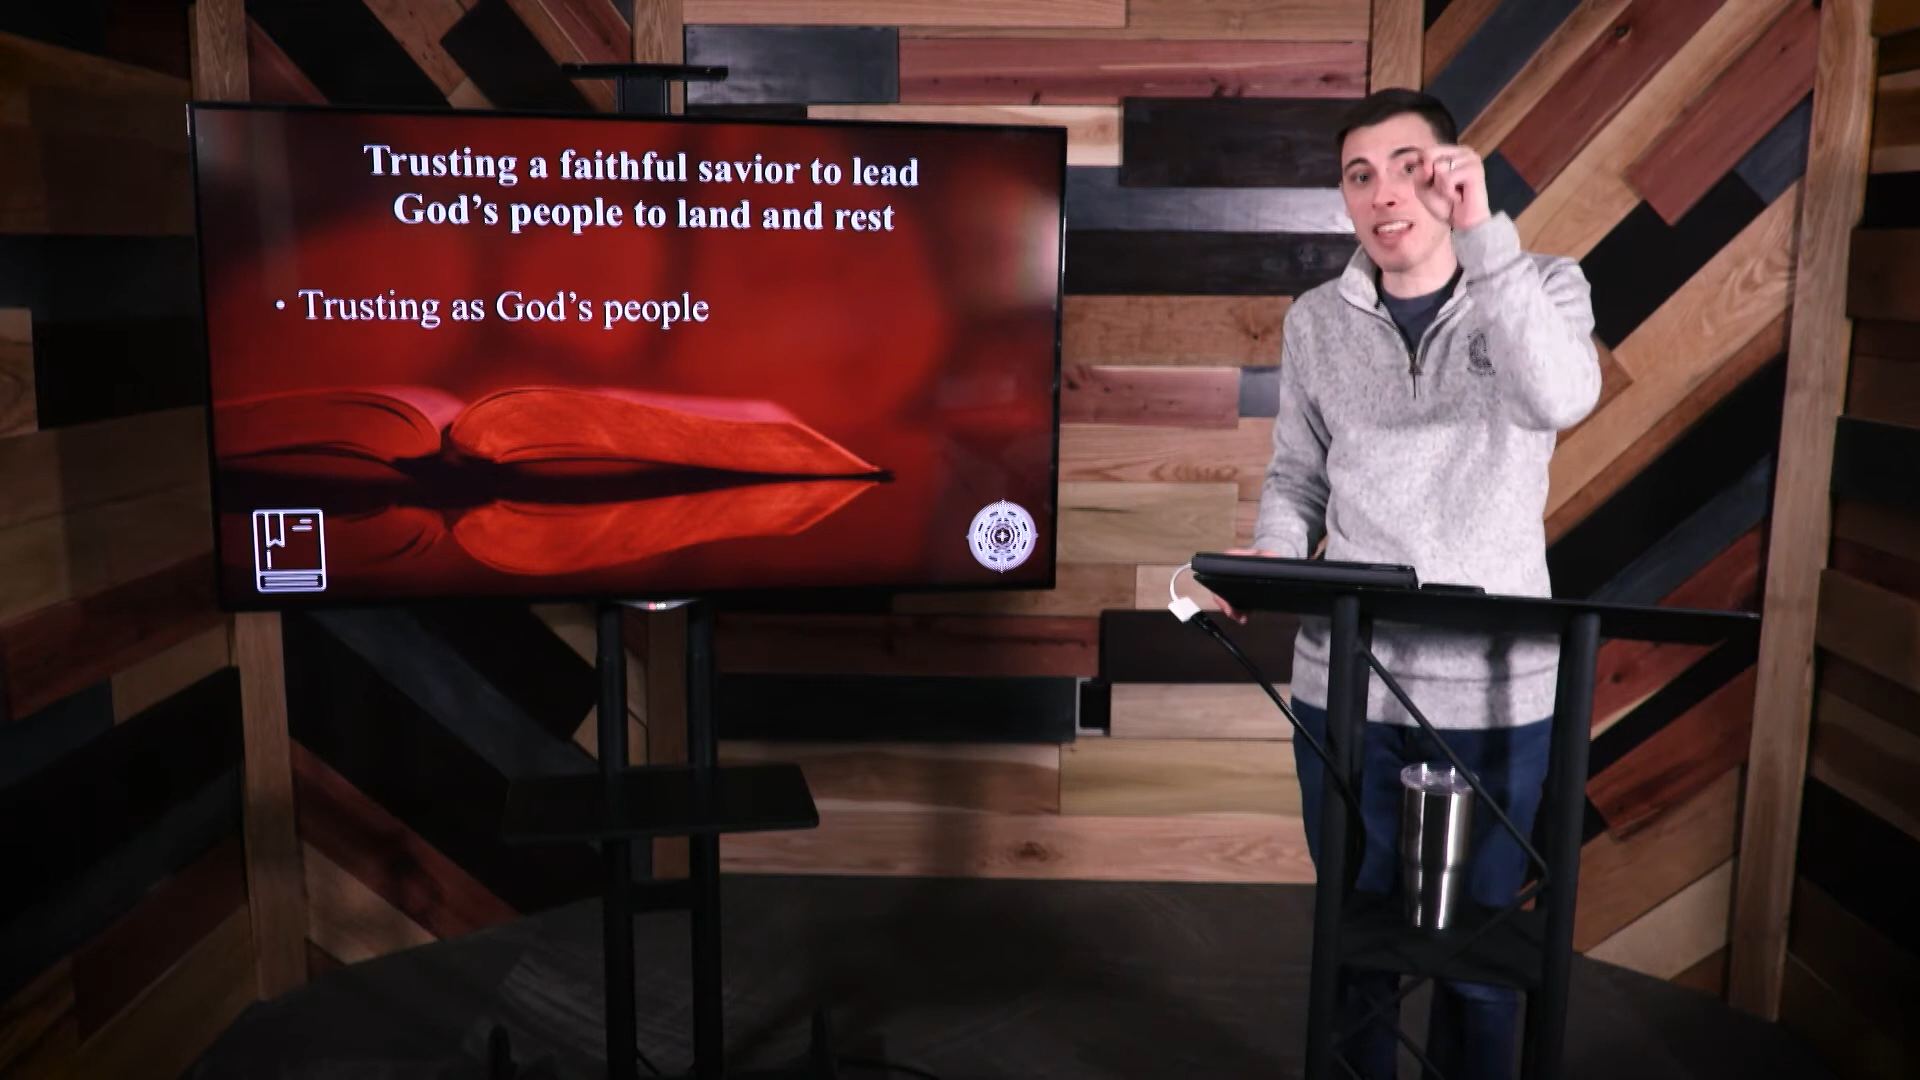 Trusting a faithful savior to lead
God’s people to land and rest
• Trusting as God’s people